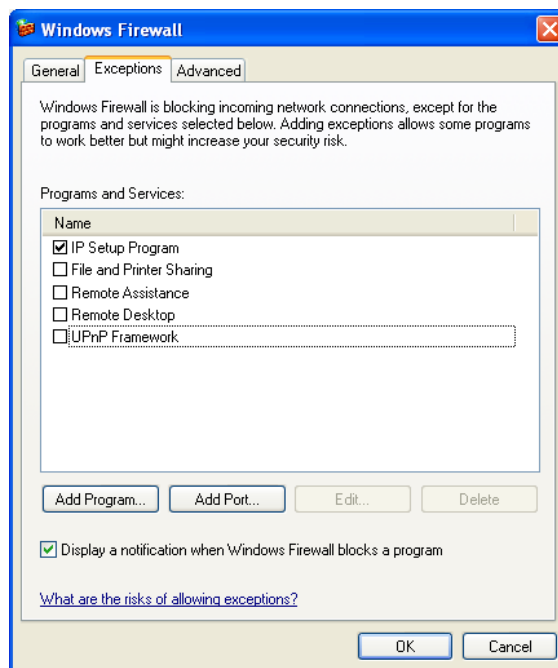 Windows Firewall
General Exceptions Advanced
Windows Firewall is blocking incoming network connections, except for the
programs and services selected below. Adding exceptions allows some programs
to work better but might increase your security risk.
Programs and Services:
Name
IP Setup Program
File and Printer Sharing
Remote Assistance
Remote Desktop
UPnP Framework
Add Program... Add Port... Edit... Delete
Display a notification when Windows Firewall blocks a program
What are the risks of allowing exceptions?
OK Cancel